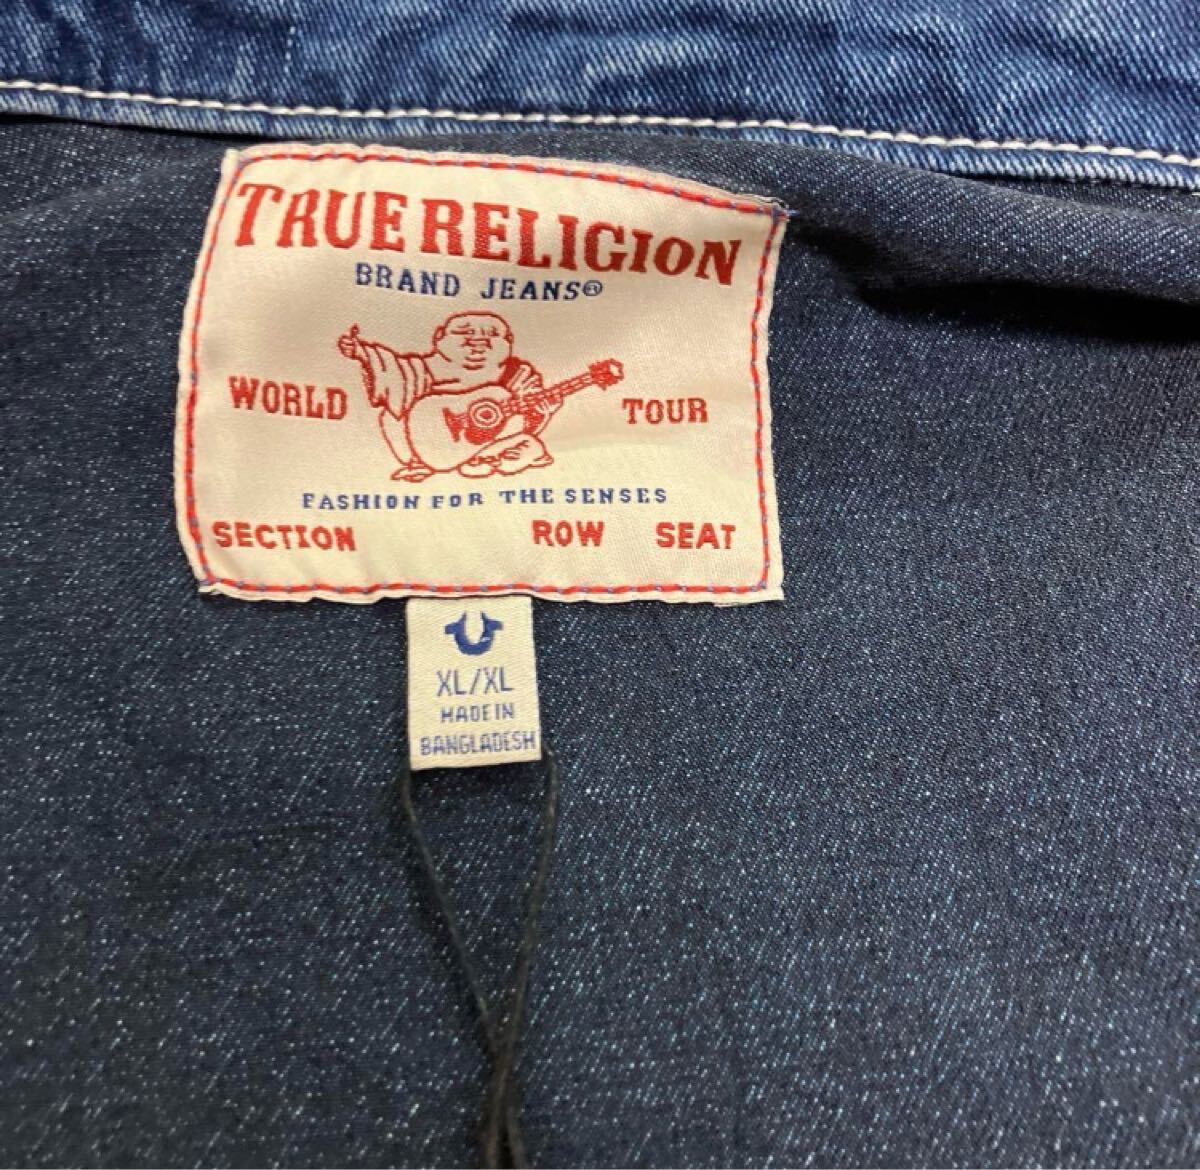 TRUE RELIGION
BRAND JEANS®
WORLD TOUR
FASHION FOR THE SENSES
SECTION ROW SEAT
XL/XL
MADE IN
BANGLADESH